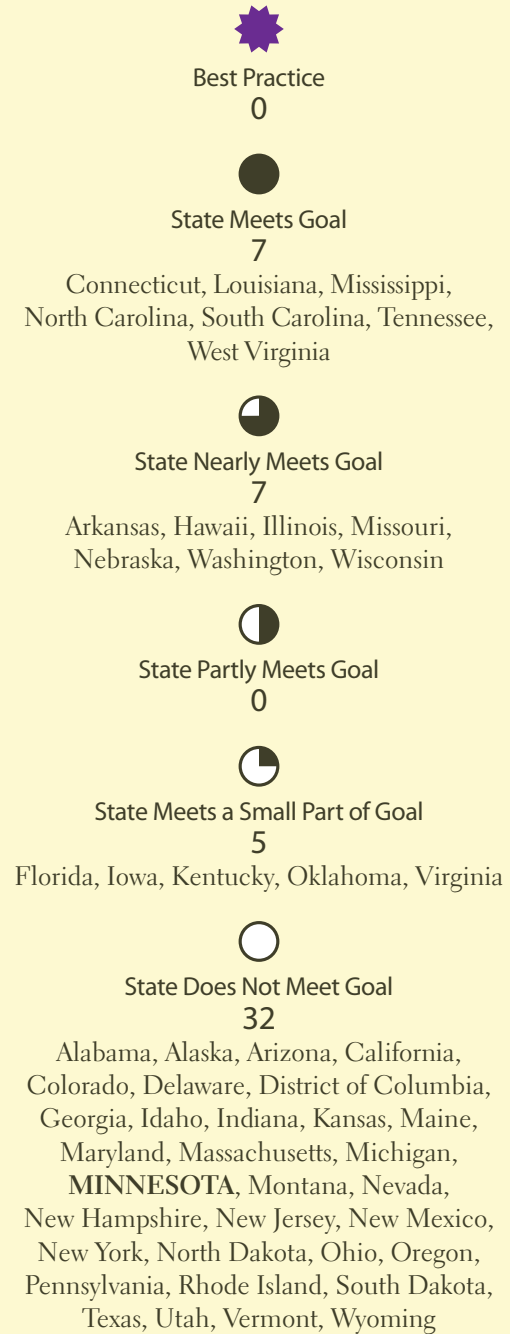 Best Practice
0
State Meets Goal
7
Connecticut, Louisiana, Mississippi,
North Carolina, South Carolina, Tennessee,
West Virginia
State Nearly Meets Goal
7
Arkansas, Hawaii, Illinois, Missouri,
Nebraska, Washington, Wisconsin
State Partly Meets Goal
0
State Meets a Small Part of Goal
5
Florida, Iowa, Kentucky, Oklahoma, Virginia
State Does Not Meet Goal
32
Alabama, Alaska, Arizona, California,
Colorado, Delaware, District of Columbia,
Georgia, Idaho, Indiana, Kansas, Maine,
Maryland, Massachusetts, Michigan,
MINNESOTA, Montana, Nevada,
New Hampshire, New Jersey, New Mexico,
New York, North Dakota, Ohio, Oregon,
Pennsylvania, Rhode Island, South Dakota,
Texas, Utah, Vermont, Wyoming